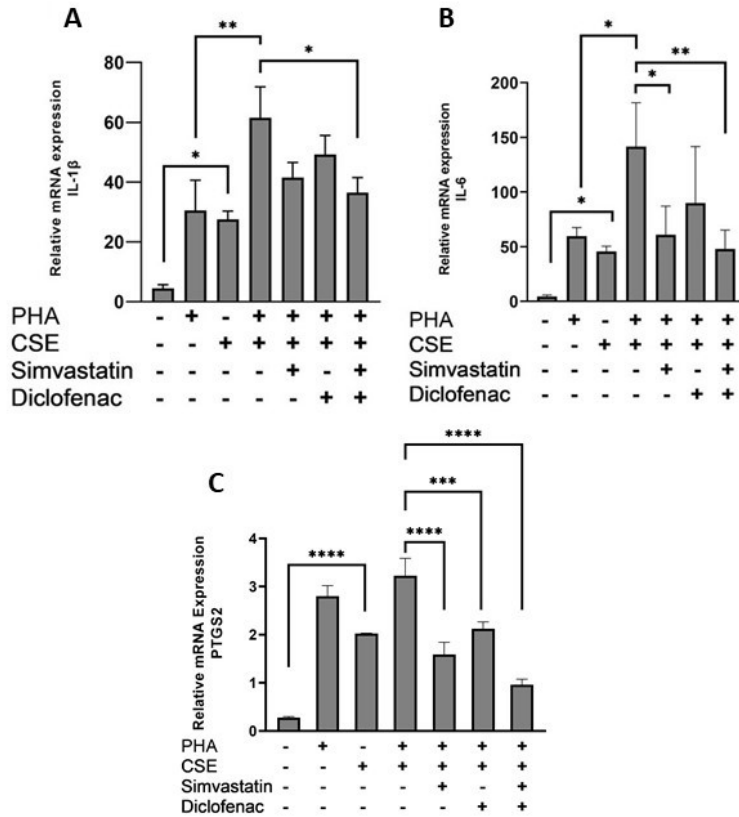 A
** *
*
80
60
40
20
0
Relative mRNA expression
IL-1β
PHA - + - + + + +
CSE - - + + + + +
Simvastatin - - - - + - +
Diclofenac - - - - - + +
B
*
**
*
*
200
150
100
50
0
Relative mRNA expression
IL-6
PHA - + - + + + +
CSE - - + + + + +
Simvastatin - - - - + - +
Diclofenac - - - - - + +
C
****
***
****
****
4
3
2
1
0
Relative mRNA Expression
PTGS2
PHA - + - + + + +
CSE - - + + + + +
Simvastatin - - - - + - +
Diclofenac - - - - - + +